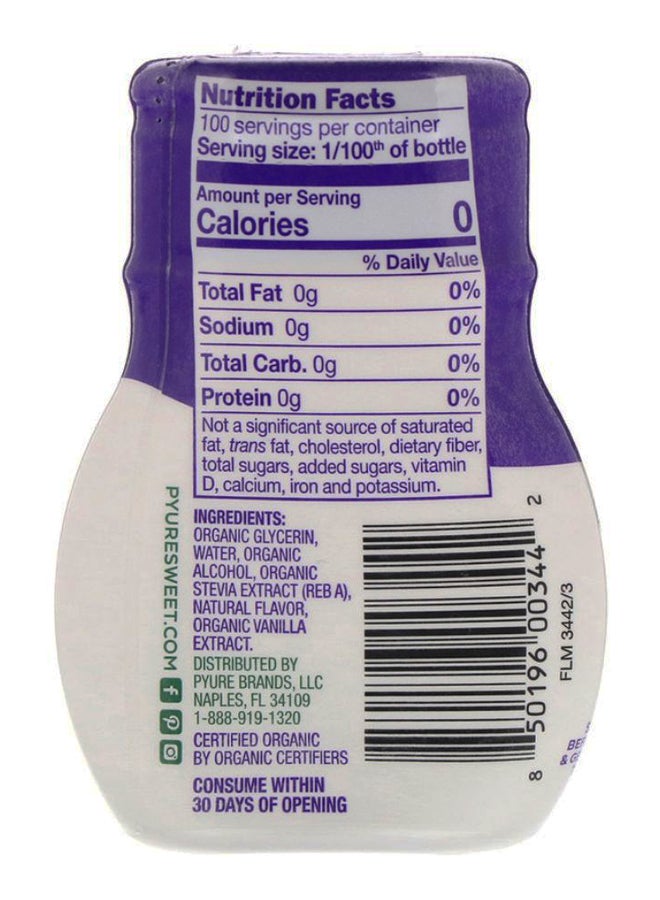 Nutrition Facts
100 servings per container
Serving size: 1/100th of bottle
Amount per Serving
Calories 0
% Daily Value
Total Fat 0g 0%
Sodium 0g 0%
Total Carb. 0g 0%
Protein 0g 0%
Not a significant source of saturated
fat, trans fat, cholesterol, dietary fiber,
total sugars, added sugars, vitamin
D, calcium, iron and potassium.
PYURESWEET.COM
INGREDIENTS:
ORGANIC GLYCERIN,
WATER, ORGANIC
ALCOHOL, ORGANIC
STEVIA EXTRACT (REB A),
NATURAL FLAVOR,
ORGANIC VANILLA
EXTRACT.
DISTRIBUTED BY
PYURE BRANDS, LLC
NAPLES, FL 34109
1-888-919-1320
CERTIFIED ORGANIC
BY ORGANIC CERTIFIERS
CONSUME WITHIN
30 DAYS OF OPENING
8 50196 00344 2
FLM 3442/3